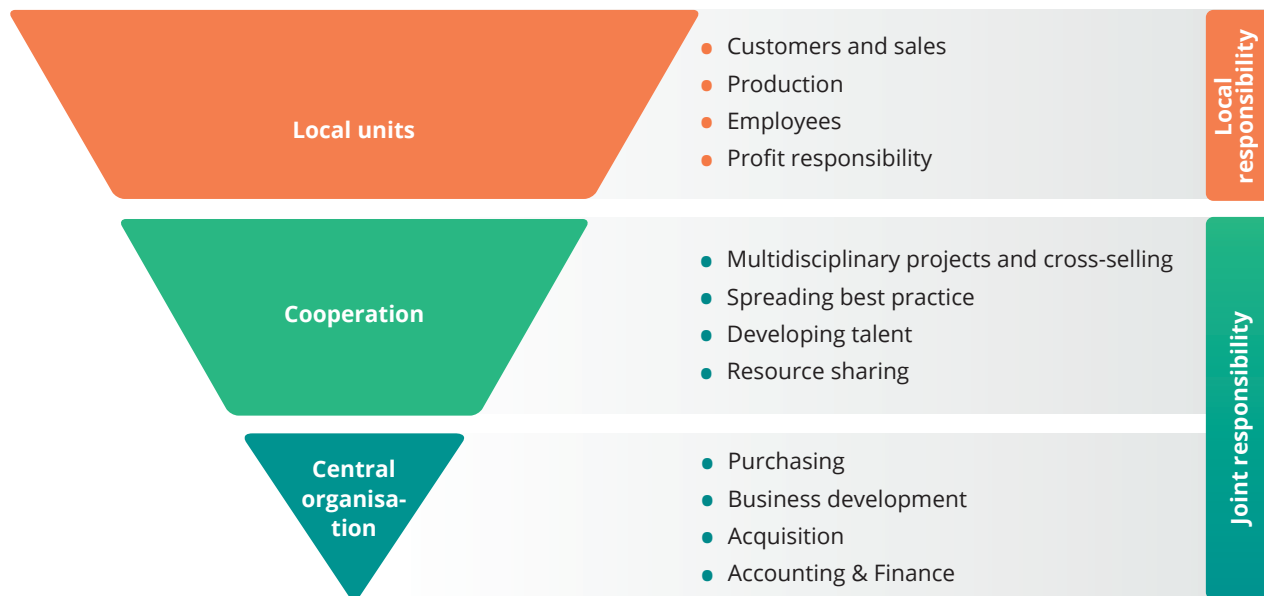 Local units
Customers and sales
Production
Employees
Profit responsibility
Local
responsibility
Cooperation
Multidisciplinary projects and cross-selling
Spreading best practice
Developing talent
Resource sharing
Joint responsibility
Central
organisa-
tion
Purchasing
Business development
Acquisition
Accounting & Finance